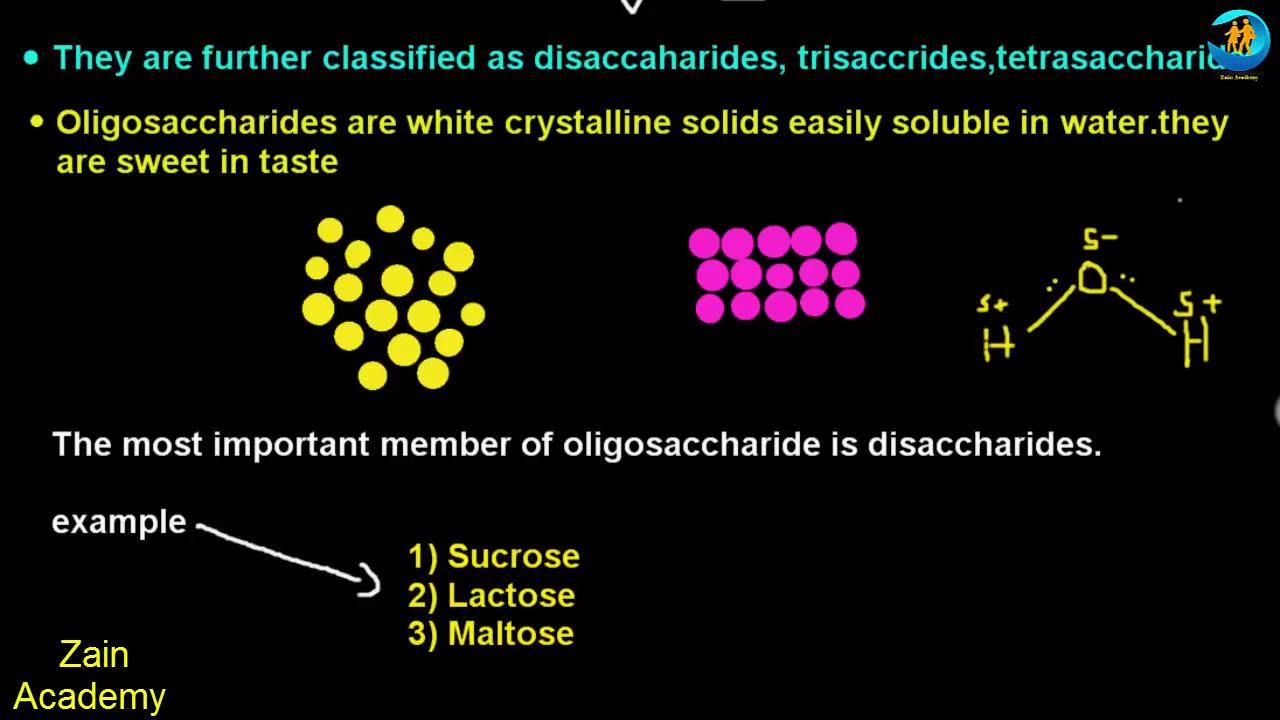 • They are further classified as disaccaharides, trisaccrides,tetrasaccharid
Zain Academy
• Oligosaccharides are white crystalline solids easily soluble in water.they
are sweet in taste
s-
O
s+
H
s+
H
The most important member of oligosaccharide is disaccharides.
example
1) Sucrose
2) Lactose
3) Maltose
Zain
Academy